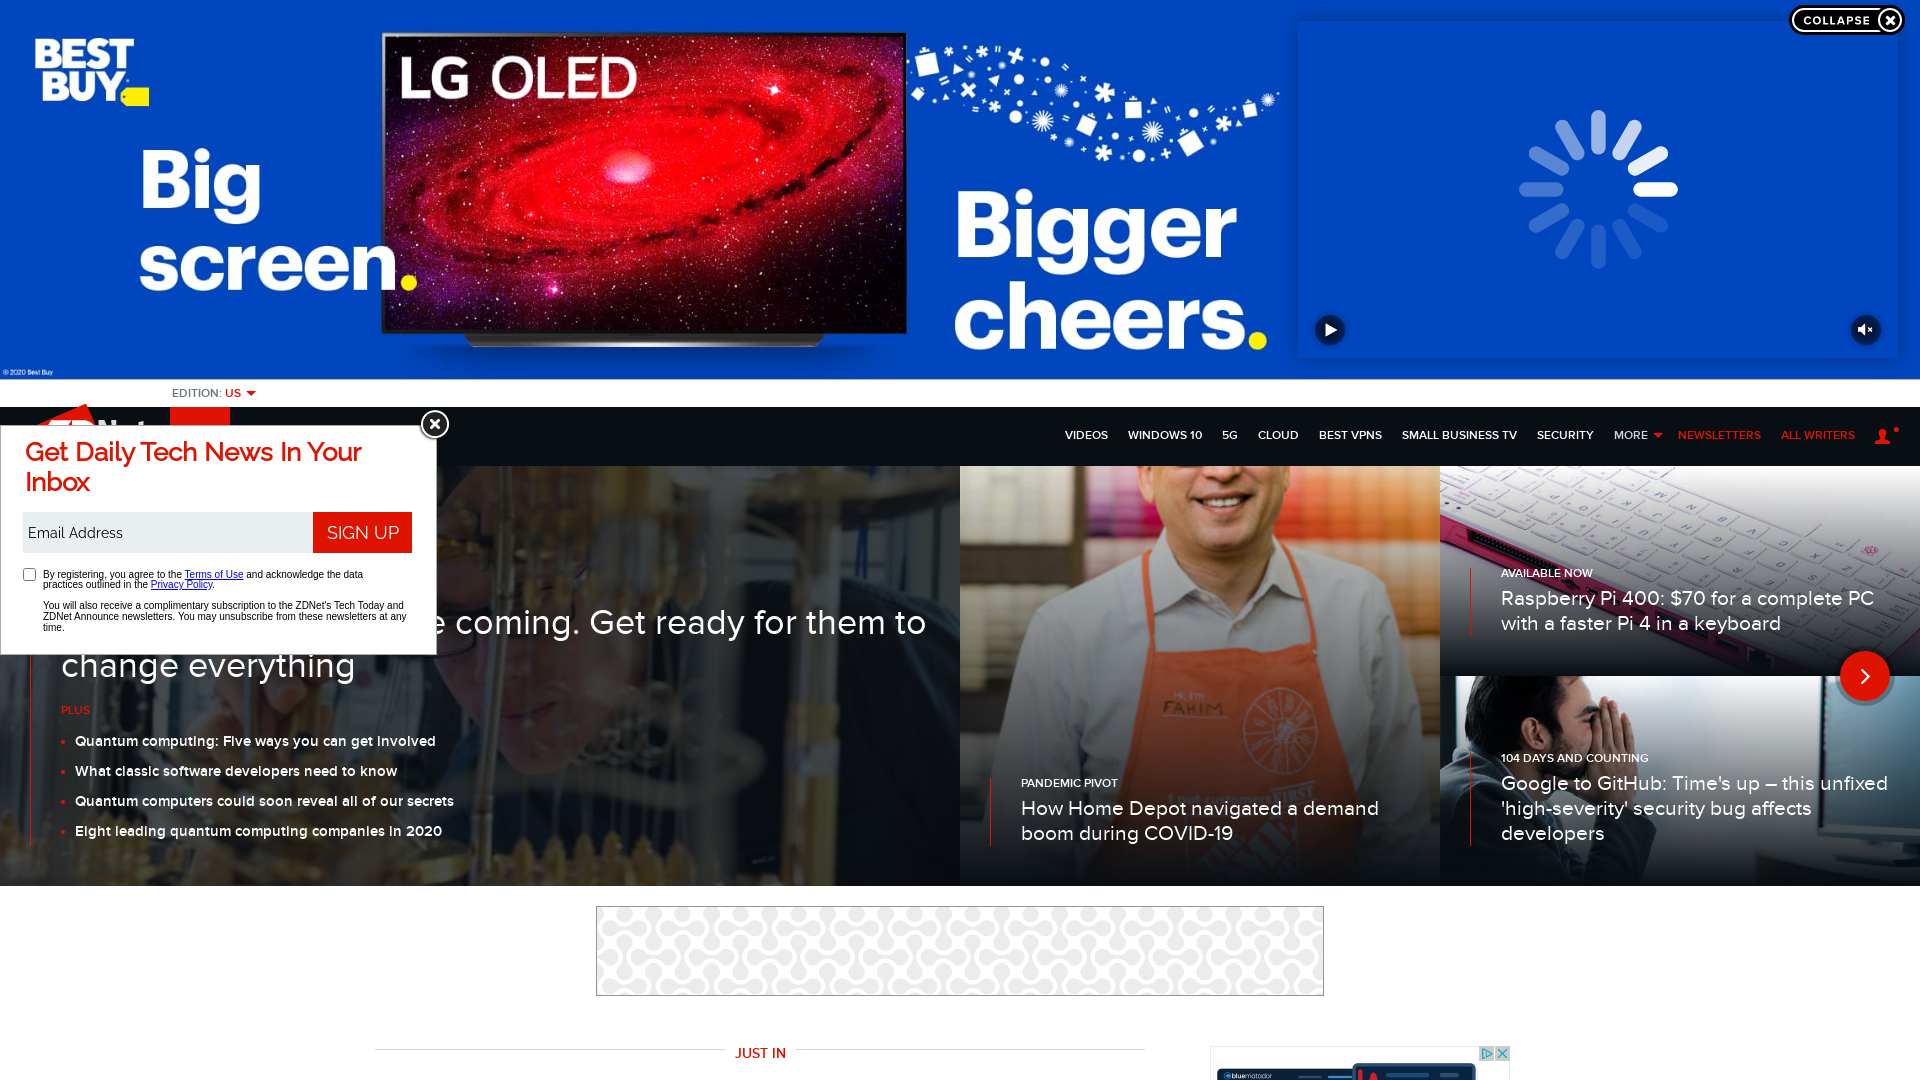 COLLAPSE
BEST
BUY
LG OLED
Big
screen.
Bigger
cheers.
© 2020 Best Buy
EDITION: US
VIDEOS WINDOWS 10 5G CLOUD BEST VPNS SMALL BUSINESS TV SECURITY MORE NEWSLETTERS ALL WRITERS
Get Daily Tech News In Your
Inbox
Email Address
SIGN UP
By registering, you agree to the Terms of Use and acknowledge the data
practices outlined in the Privacy Policy.
You will also receive a complimentary subscription to the ZDNet's Tech Today and
ZDNet Announce newsletters. You may unsubscribe from these newsletters at any
time.
coming. Get ready for them to
change everything
PLUS
Quantum computing: Five ways you can get involved
What classic software developers need to know
Quantum computers could soon reveal all of our secrets
Eight leading quantum computing companies in 2020
Hi, I'm
FAHIM
PANDEMIC PIVOT
How Home Depot navigated a demand
boom during COVID-19
AVAILABLE NOW
Raspberry Pi 400: $70 for a complete PC
with a faster Pi 4 in a keyboard
104 DAYS AND COUNTING
Google to GitHub: Time's up – this unfixed
'high-severity' security bug affects
developers
JUST IN
bluematador